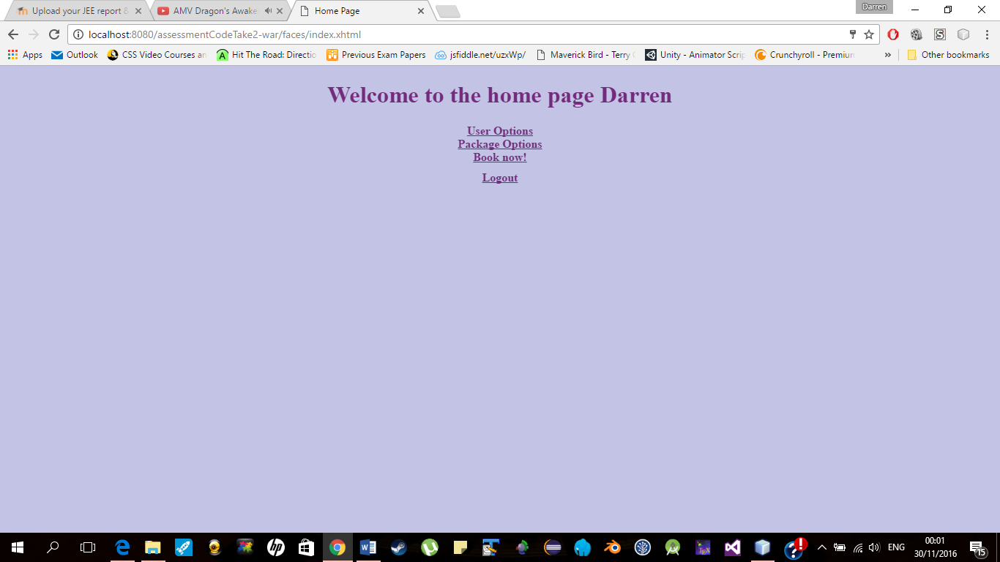 Upload your JEE report &
AMV Dragon's Awake
Home Page
Darren
localhost:8080/assessmentCodeTake2-war/faces/index.xhtml
Apps
Outlook
CSS Video Courses an
Hit The Road: Directio
Previous Exam Papers
jsfiddle.net/uzxWp/
Maverick Bird - Terry
Unity - Animator Scrip
Crunchyroll - Premium
»
Other bookmarks
Welcome to the home page Darren
User Options
Package Options
Book now!
Logout
ENG
00:01
30/11/2016
15